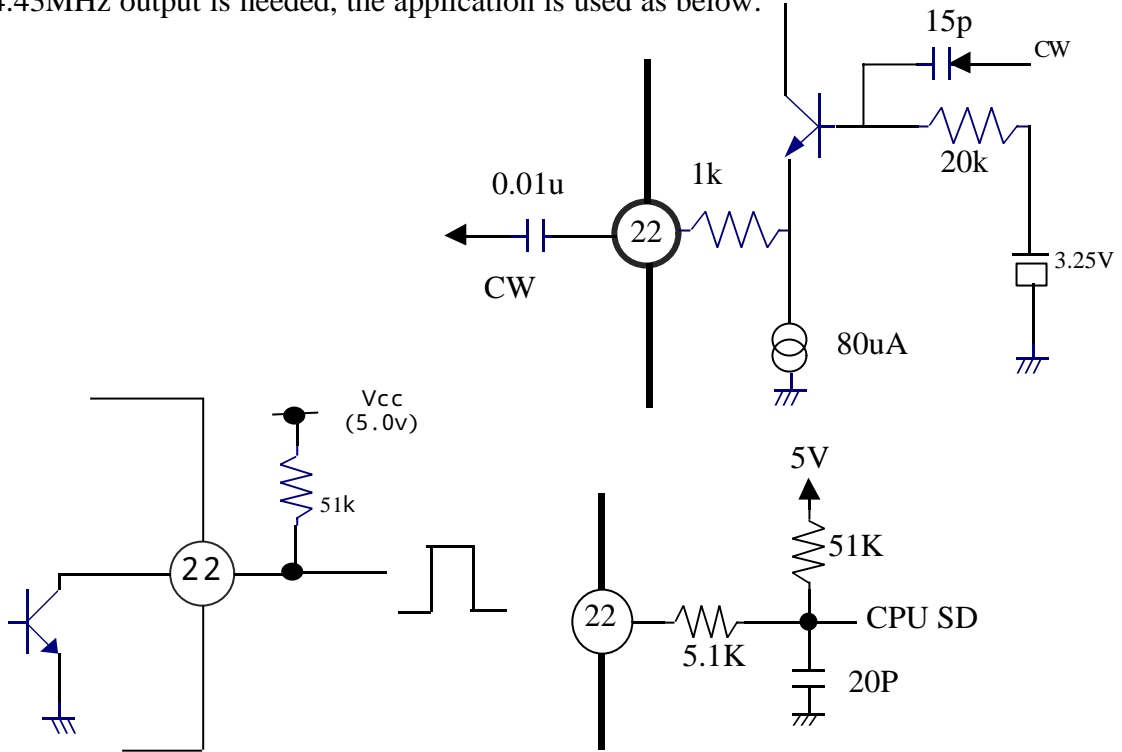 4.43MHz output is needed, the application is used as below.
15p
CW
20k
1k
0.01u
22
CW
3.25V
80uA
Vcc
(5.0v)
51k
22
5V
51K
22
CPU SD
5.1K
20P